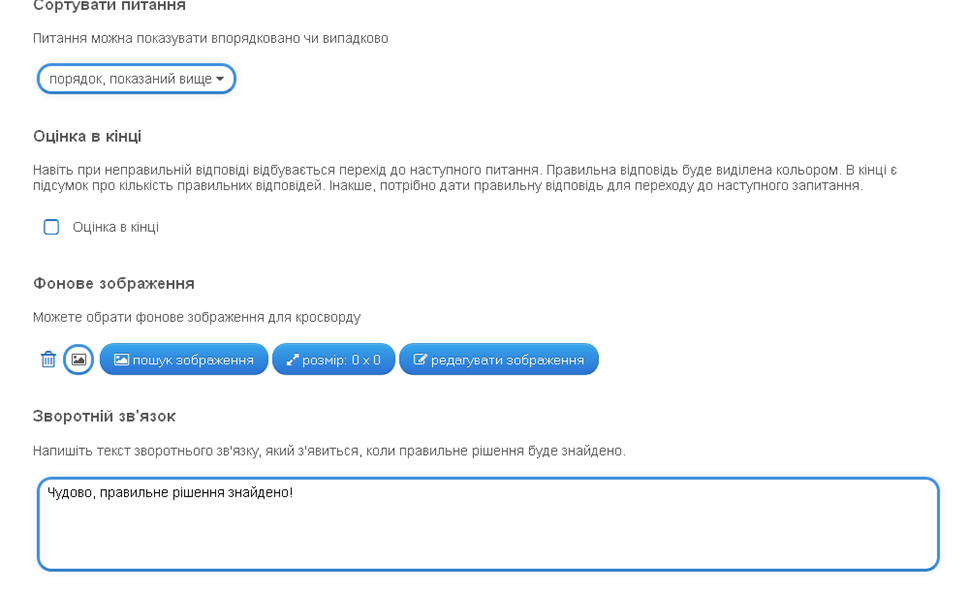 Сортувати питання
Питання можна показувати впорядковано чи випадково
порядок, показаний вище
Оцінка в кінці
Навіть при неправильній відповіді відбувається перехід до наступного питання. Правильна відповідь буде виділена кольором. В кінці є
підсумок про кількість правильних відповідей. Інакше, потрібно дати правильну відповідь для переходу до наступного запитання.
Оцінка в кінці
Фонове зображення
Можете обрати фонове зображення для кросворду
пошук зображення розмір: 0 x 0 редагувати зображення
Зворотній зв'язок
Напишіть текст зворотнього зв'язку, який з'явиться, коли правильне рішення буде знайдено.
Чудово, правильне рішення знайдено!